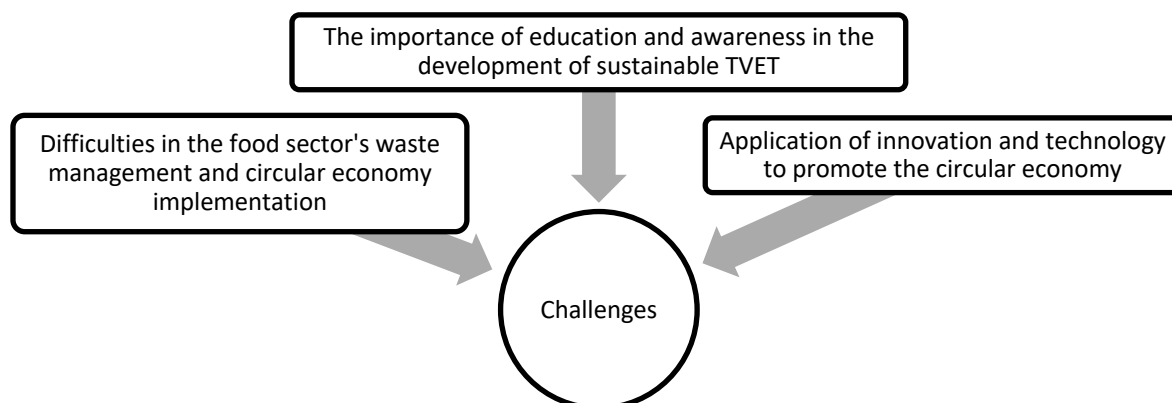 The importance of education and awareness in the
development of sustainable TVET
Difficulties in the food sector's waste
management and circular economy
implementation
Application of innovation and technology
to promote the circular economy
Challenges